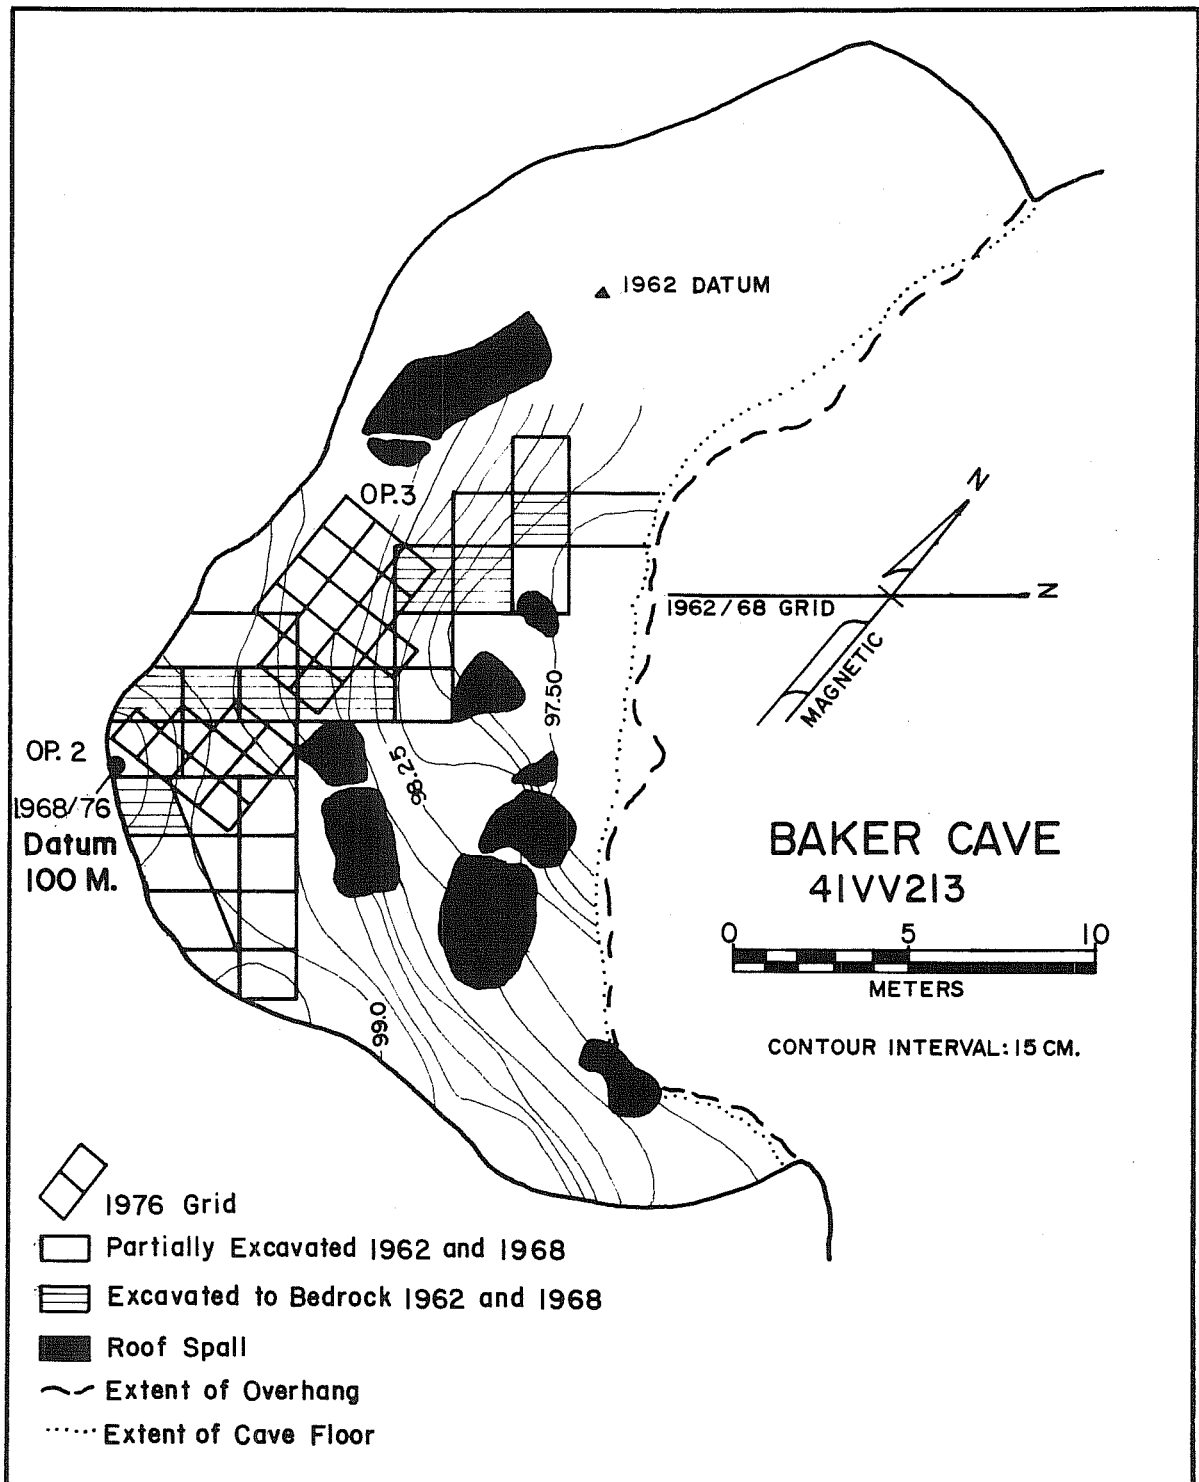 1962 DATUM
OP.3
N
1962/68 GRID
N
MAGNETIC
97.50
98.25
OP. 2
1968/76
Datum
100 M.
BAKER CAVE
41VV213
0 5 10
METERS
99.0
CONTOUR INTERVAL: 15 CM.
1976 Grid
Partially Excavated 1962 and 1968
Excavated to Bedrock 1962 and 1968
Roof Spall
Extent of Overhang
Extent of Cave Floor